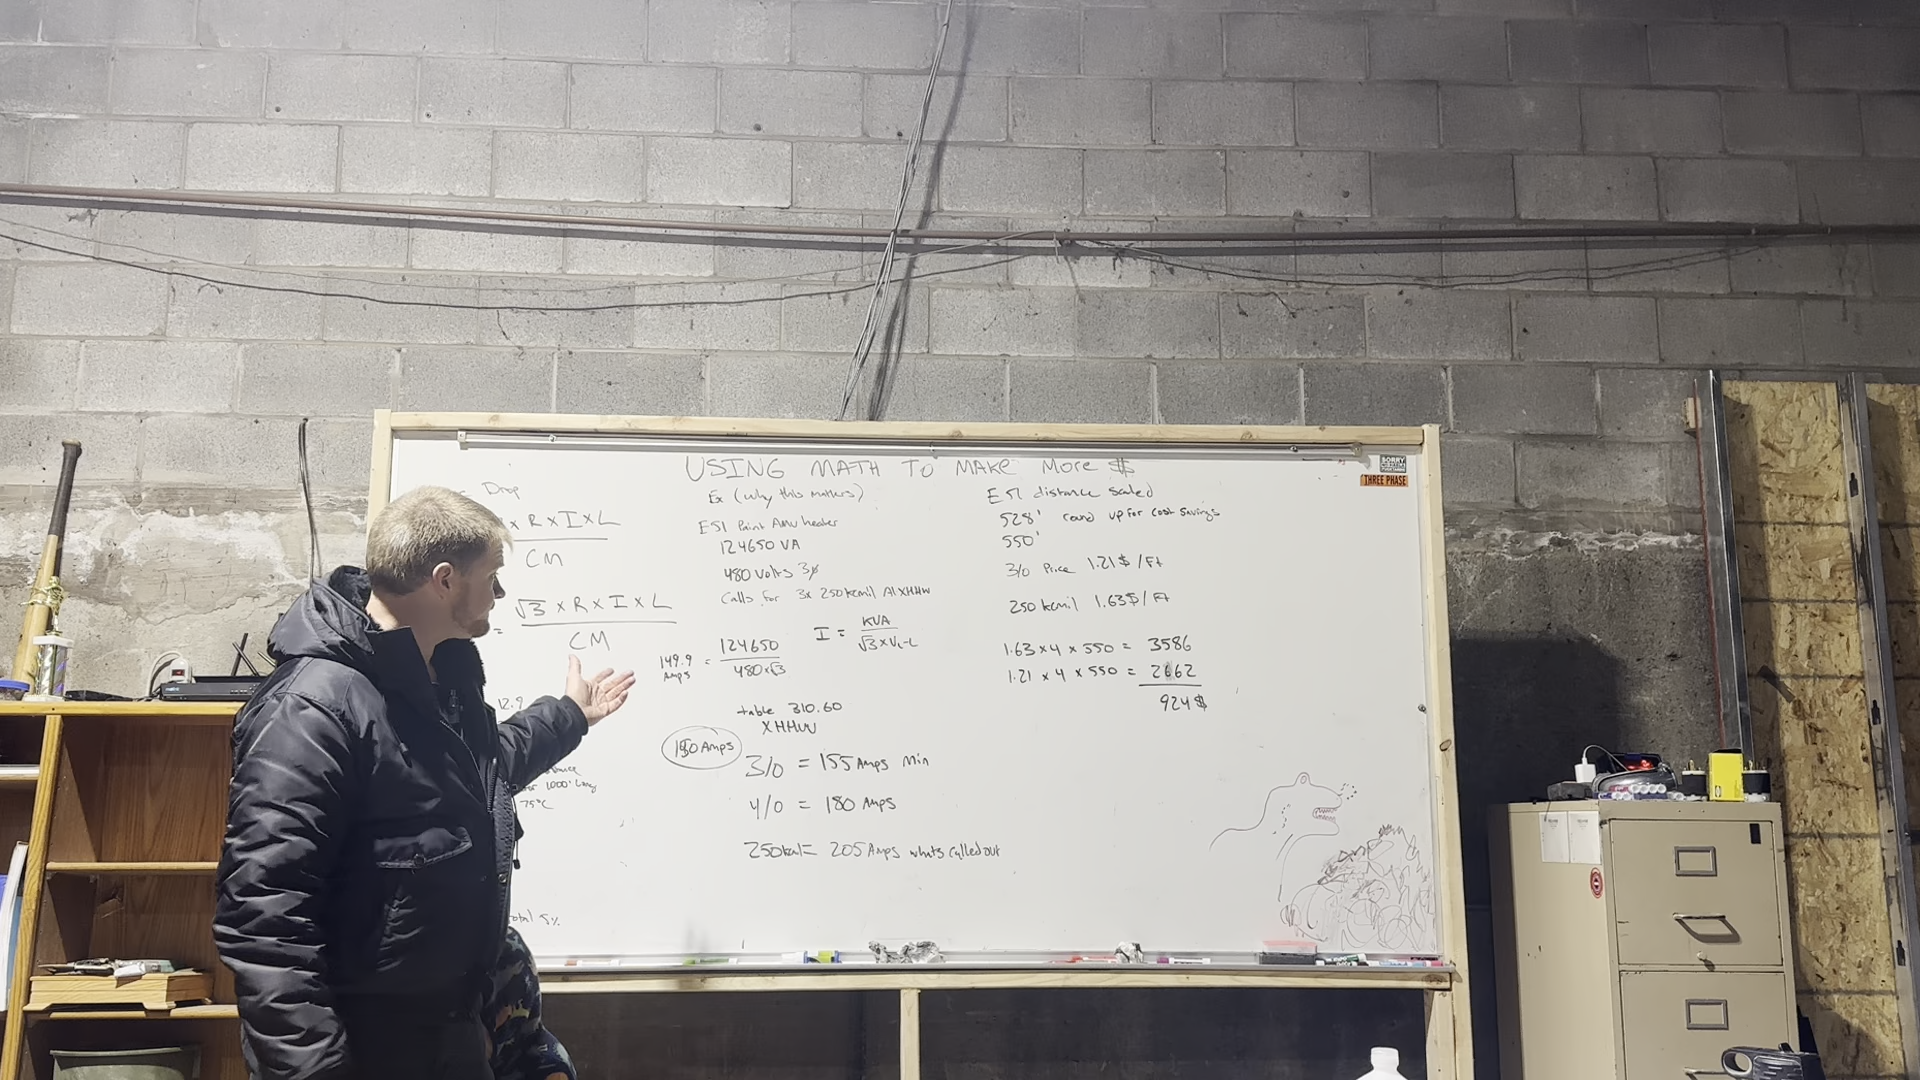 USING MATH TO MAKE MORE $$
Drop
x R x I x L
CM
= √3 x R x I x L
CM
12.9
1000' Long
75°C
total 5%
Ex (why this matters)
E51 Paint AMU heater
124650 VA
480 Volts 3ø
Calls for 3x 250kcmil Al XHHW
I = KVA
√3 x VL-L
149.9 Amps = 124650
480x√3
table 310.60
XHHW
Amps
3/0 = 155 Amps Min
4/0 = 180 Amps
250kcmil = 205 Amps whats called out
distance scaled
528' round up for cost savings
550'
3/0 Price 1.21$/Ft
250 kcmil 1.63$/Ft
1.63 x 4 x 550 = 3586
1.21 x 4 x 550 = 2662
924$
SORRY
THREE PHASE